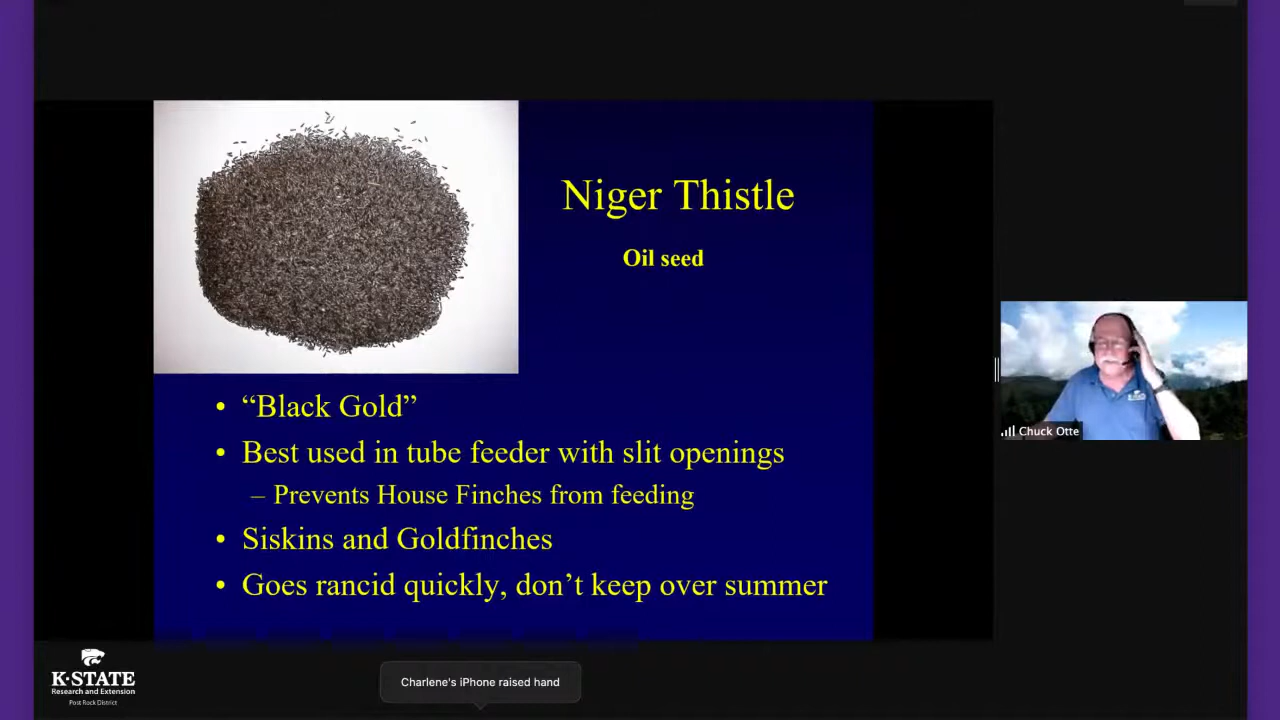 Niger Thistle
Oil seed
• “Black Gold”
• Best used in tube feeder with slit openings
– Prevents House Finches from feeding
• Siskins and Goldfinches
• Goes rancid quickly, don’t keep over summer
Chuck Otte
K-STATE
Research and Extension
Post Rock District
Charlene's iPhone raised hand